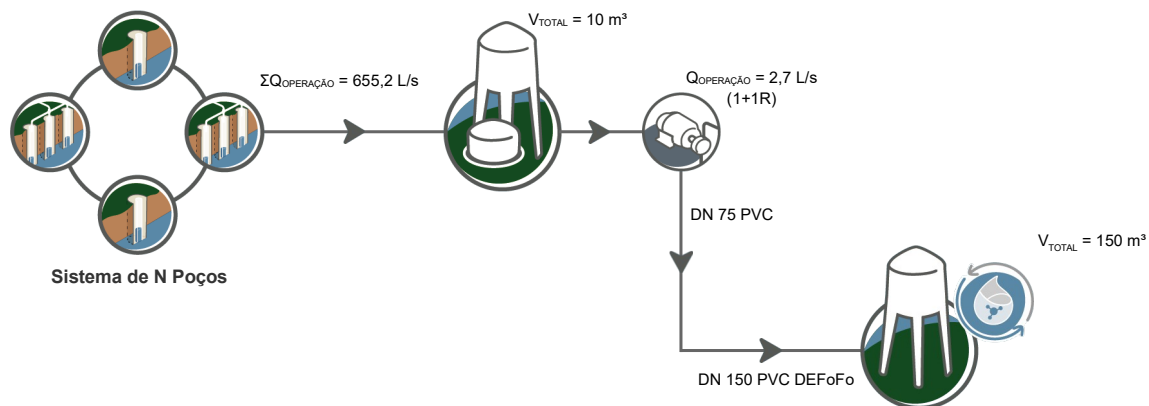 V_TOTAL = 10 m³
ΣQ_OPERAÇÃO = 655,2 L/s
Q_OPERAÇÃO = 2,7 L/s
(1+1R)
DN 75 PVC
V_TOTAL = 150 m³
Sistema de N Poços
DN 150 PVC DEFoFo